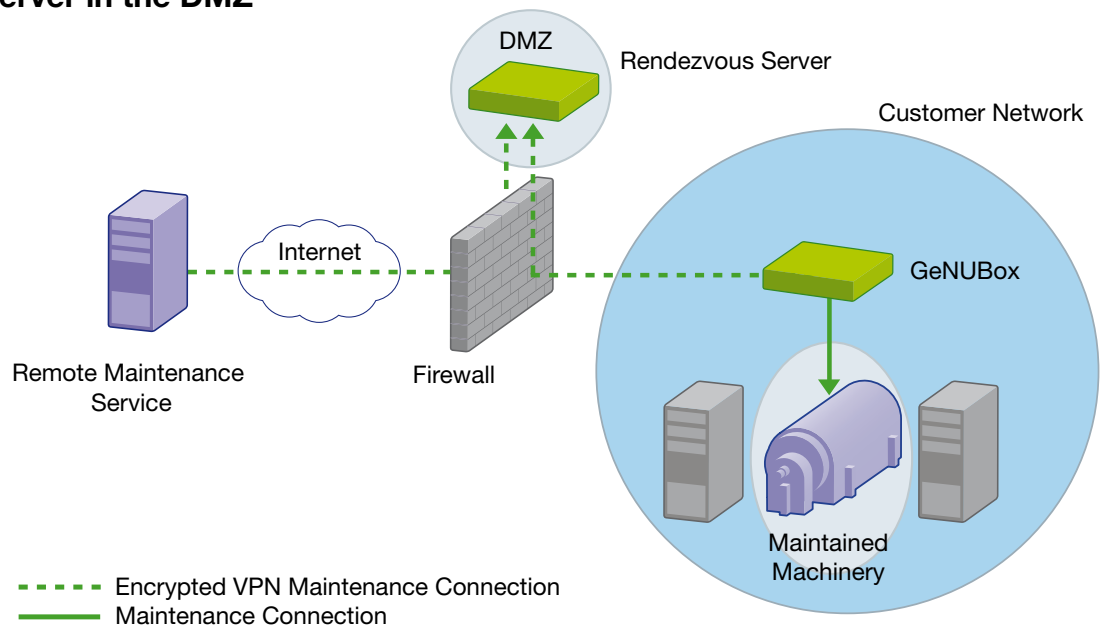 DMZ
Rendezvous Server
Customer Network
Internet
GeNUBox
Remote Maintenance
Service
Firewall
Maintained
Machinery
Encrypted VPN Maintenance Connection
Maintenance Connection